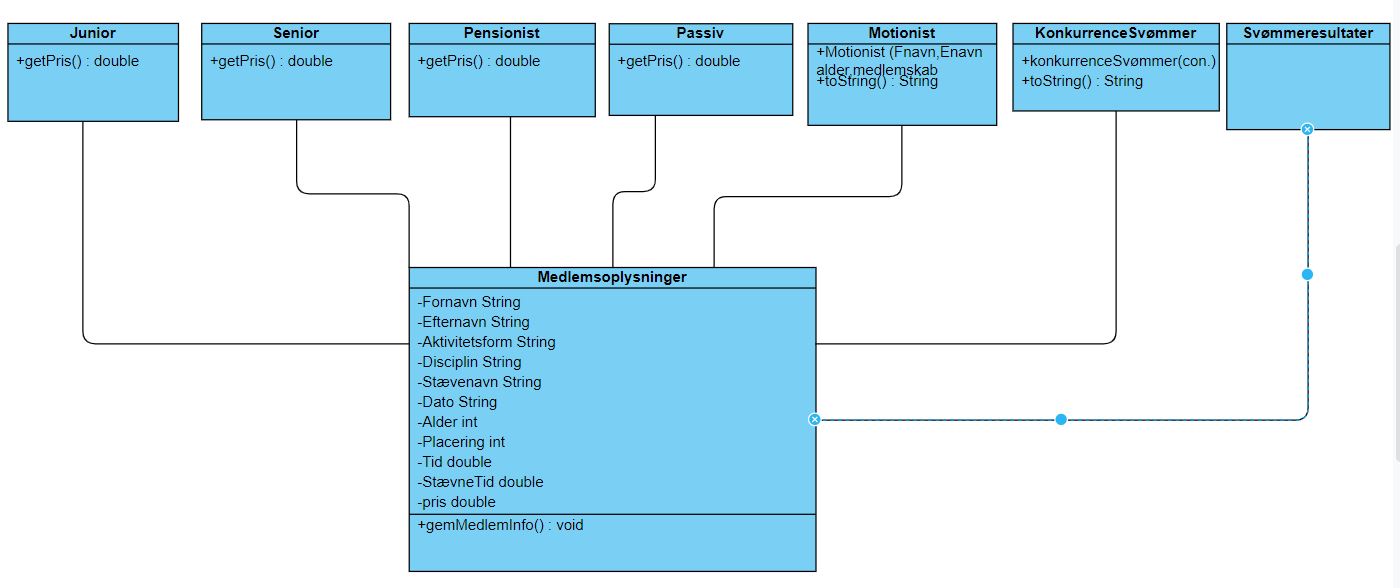 Junior
+getPris() : double
Senior
+getPris() : double
Pensionist
+getPris() : double
Passiv
+getPris() : double
Motionist
+Motionist (Fnavn,Enavn
alder,medlemskab
+toString() : String
KonkurrenceSvømmer
+konkurrenceSvømmer(con.)
+toString() : String
Svømmeresultater
Medlemsoplysninger
-Fornavn String
-Efternavn String
-Aktivitetsform String
-Disciplin String
-Stævenavn String
-Dato String
-Alder int
-Placering int
-Tid double
-StævneTid double
-pris double
+gemMedlemInfo() : void